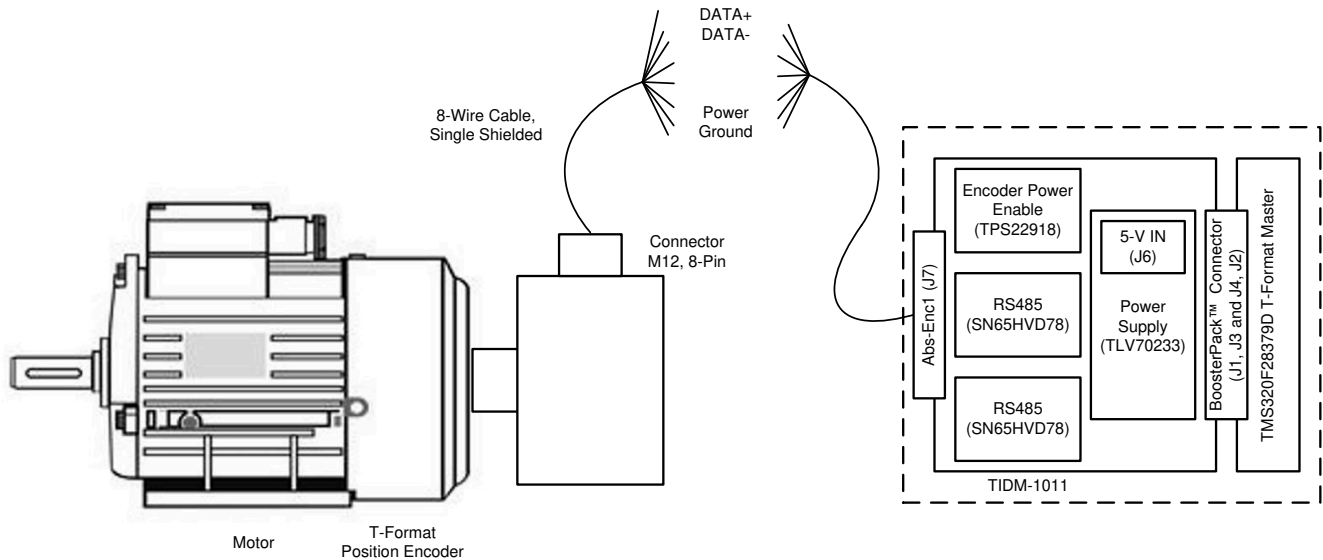 DATA+
DATA-
8-Wire Cable,
Single Shielded
Power
Ground
Connector
M12, 8-Pin
Motor
T-Format
Position Encoder
Abs-Enc1 (J7)
Encoder Power
Enable
(TPS22918)
RS485
(SN65HVD78)
RS485
(SN65HVD78)
5-V IN
(J6)
Power
Supply
(TLV70233)
BoosterPack™ Connector
(J1, J3 and J4, J2)
TMS320F28379D T-Format Master
TIDM-1011